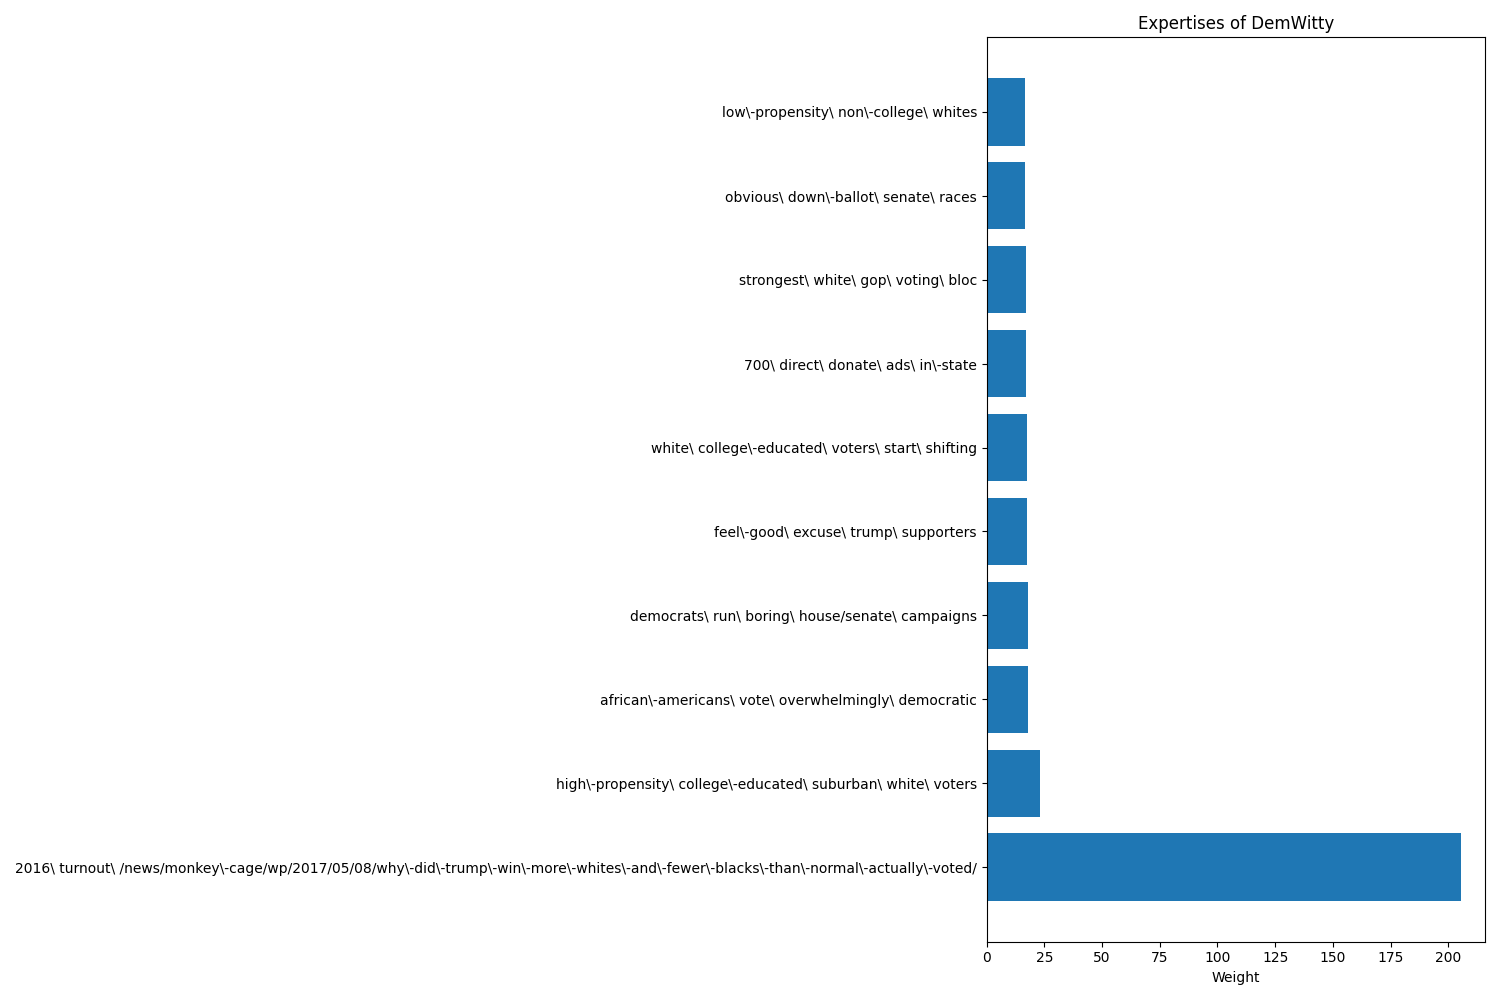 Expertises of DemWitty
low\-propensity\ non\-college\ whites
obvious\ down\-ballot\ senate\ races
strongest\ white\ gop\ voting\ bloc
700\ direct\ donate\ ads\ in\-state
white\ college\-educated\ voters\ start\ shifting
feel\-good\ excuse\ trump\ supporters
democrats\ run\ boring\ house/senate\ campaigns
african\-americans\ vote\ overwhelmingly\ democratic
high\-propensity\ college\-educated\ suburban\ white\ voters
2016\ turnout\ /news/monkey\-cage/wp/2017/05/08/why\-did\-trump\-win\-more\-whites\-and\-fewer\-blacks\-than\-normal\-actually\-voted/
0 25 50 75 100 125 150 175 200
Weight